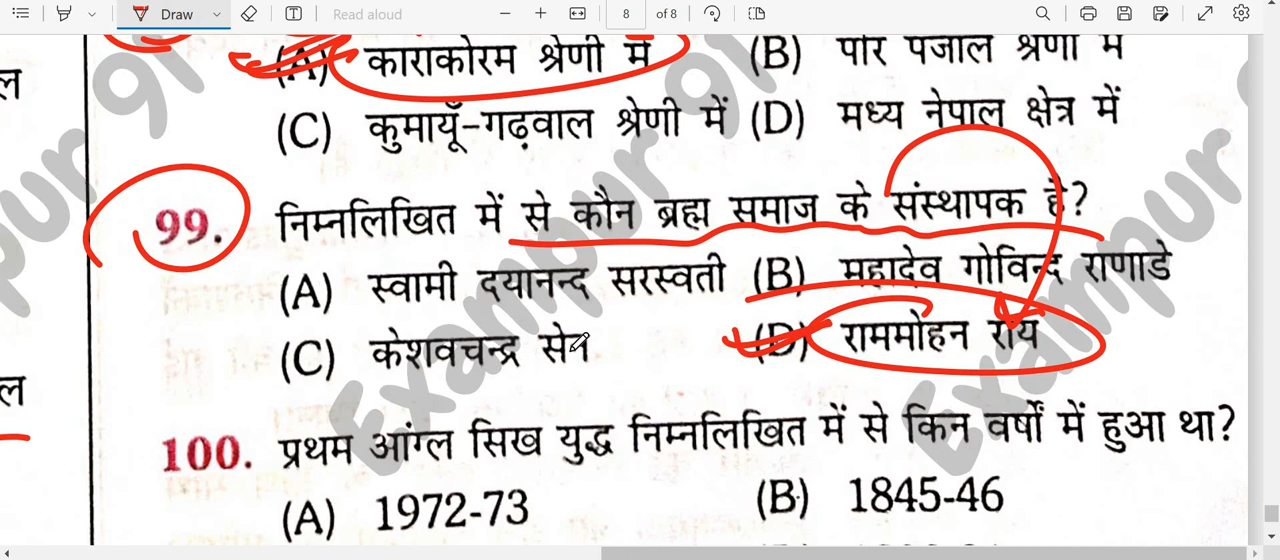 Draw Read aloud 8 of 8
(A) काराकोरम श्रेणी में (B) पीर पंजाल श्रेणी में
ल
(C) कुमायूँ-गढ़वाल श्रेणी में (D) मध्य नेपाल क्षेत्र में
99. निम्नलिखित में से कौन ब्रह्म समाज के संस्थापक है?
(A) स्वामी दयानन्द सरस्वती (B) महादेव गोविन्द राणाडे
(C) केशवचन्द्र सेन (D) राममोहन राय
ल
100. प्रथम आंग्ल सिख युद्ध निम्नलिखित में से किन वर्षों में हुआ था?
(A) 1972-73 (B) 1845-46
Exampur
Exampur